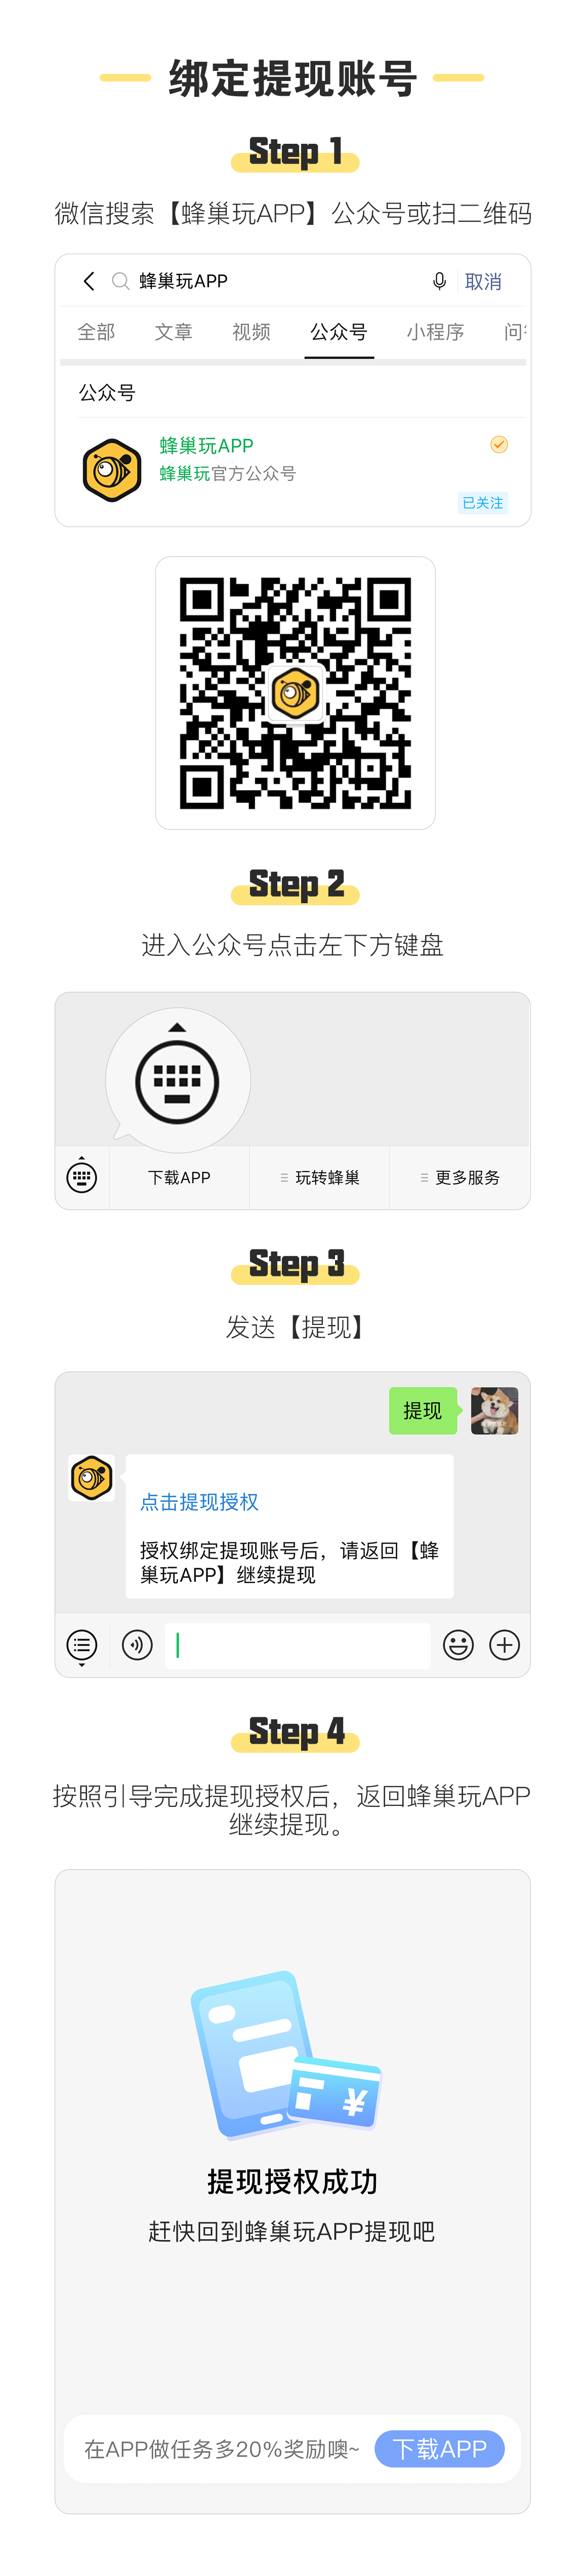 绑定提现账号
Step 1
微信搜索【蜂巢玩APP】公众号或扫二维码
蜂巢玩APP
取消
全部 文章 视频 公众号 小程序 问
公众号
蜂巢玩APP
蜂巢玩官方公众号
已关注
Step 2
进入公众号点击左下方键盘
下载APP 玩转蜂巢 更多服务
Step 3
发送【提现】
提现
点击提现授权
授权绑定提现账号后，请返回【蜂
巢玩APP】继续提现
Step 4
按照引导完成提现授权后，返回蜂巢玩APP
继续提现。
¥
提现授权成功
赶快回到蜂巢玩APP提现吧
在APP做任务多20%奖励噢~ 下载APP